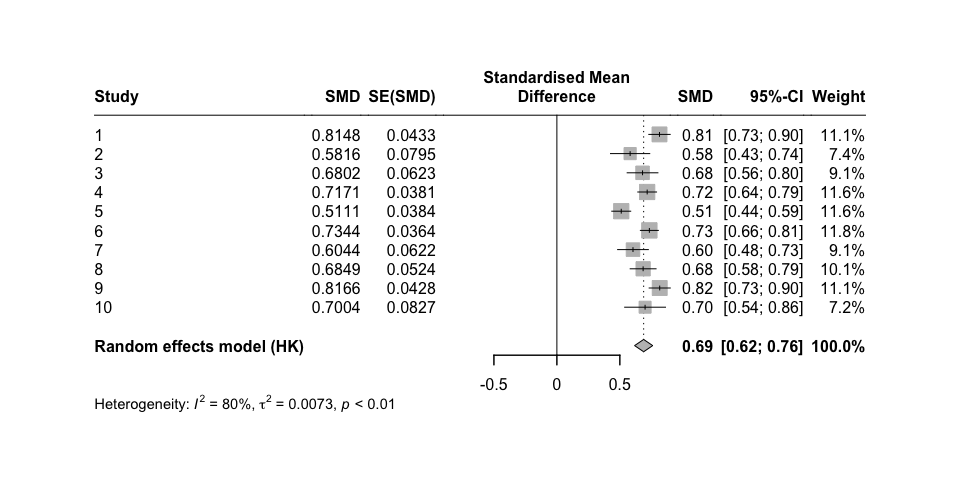 Standardised Mean
Study SMD SE(SMD) Difference SMD 95%-CI Weight
1 0.8148 0.0433 0.81 [0.73; 0.90] 11.1%
2 0.5816 0.0795 0.58 [0.43; 0.74] 7.4%
3 0.6802 0.0623 0.68 [0.56; 0.80] 9.1%
4 0.7171 0.0381 0.72 [0.64; 0.79] 11.6%
5 0.5111 0.0384 0.51 [0.44; 0.59] 11.6%
6 0.7344 0.0364 0.73 [0.66; 0.81] 11.8%
7 0.6044 0.0622 0.60 [0.48; 0.73] 9.1%
8 0.6849 0.0524 0.68 [0.58; 0.79] 10.1%
9 0.8166 0.0428 0.82 [0.73; 0.90] 11.1%
10 0.7004 0.0827 0.70 [0.54; 0.86] 7.2%
Random effects model (HK) 0.69 [0.62; 0.76] 100.0%
-0.5 0 0.5
Heterogeneity: I² = 80%, τ² = 0.0073, p < 0.01